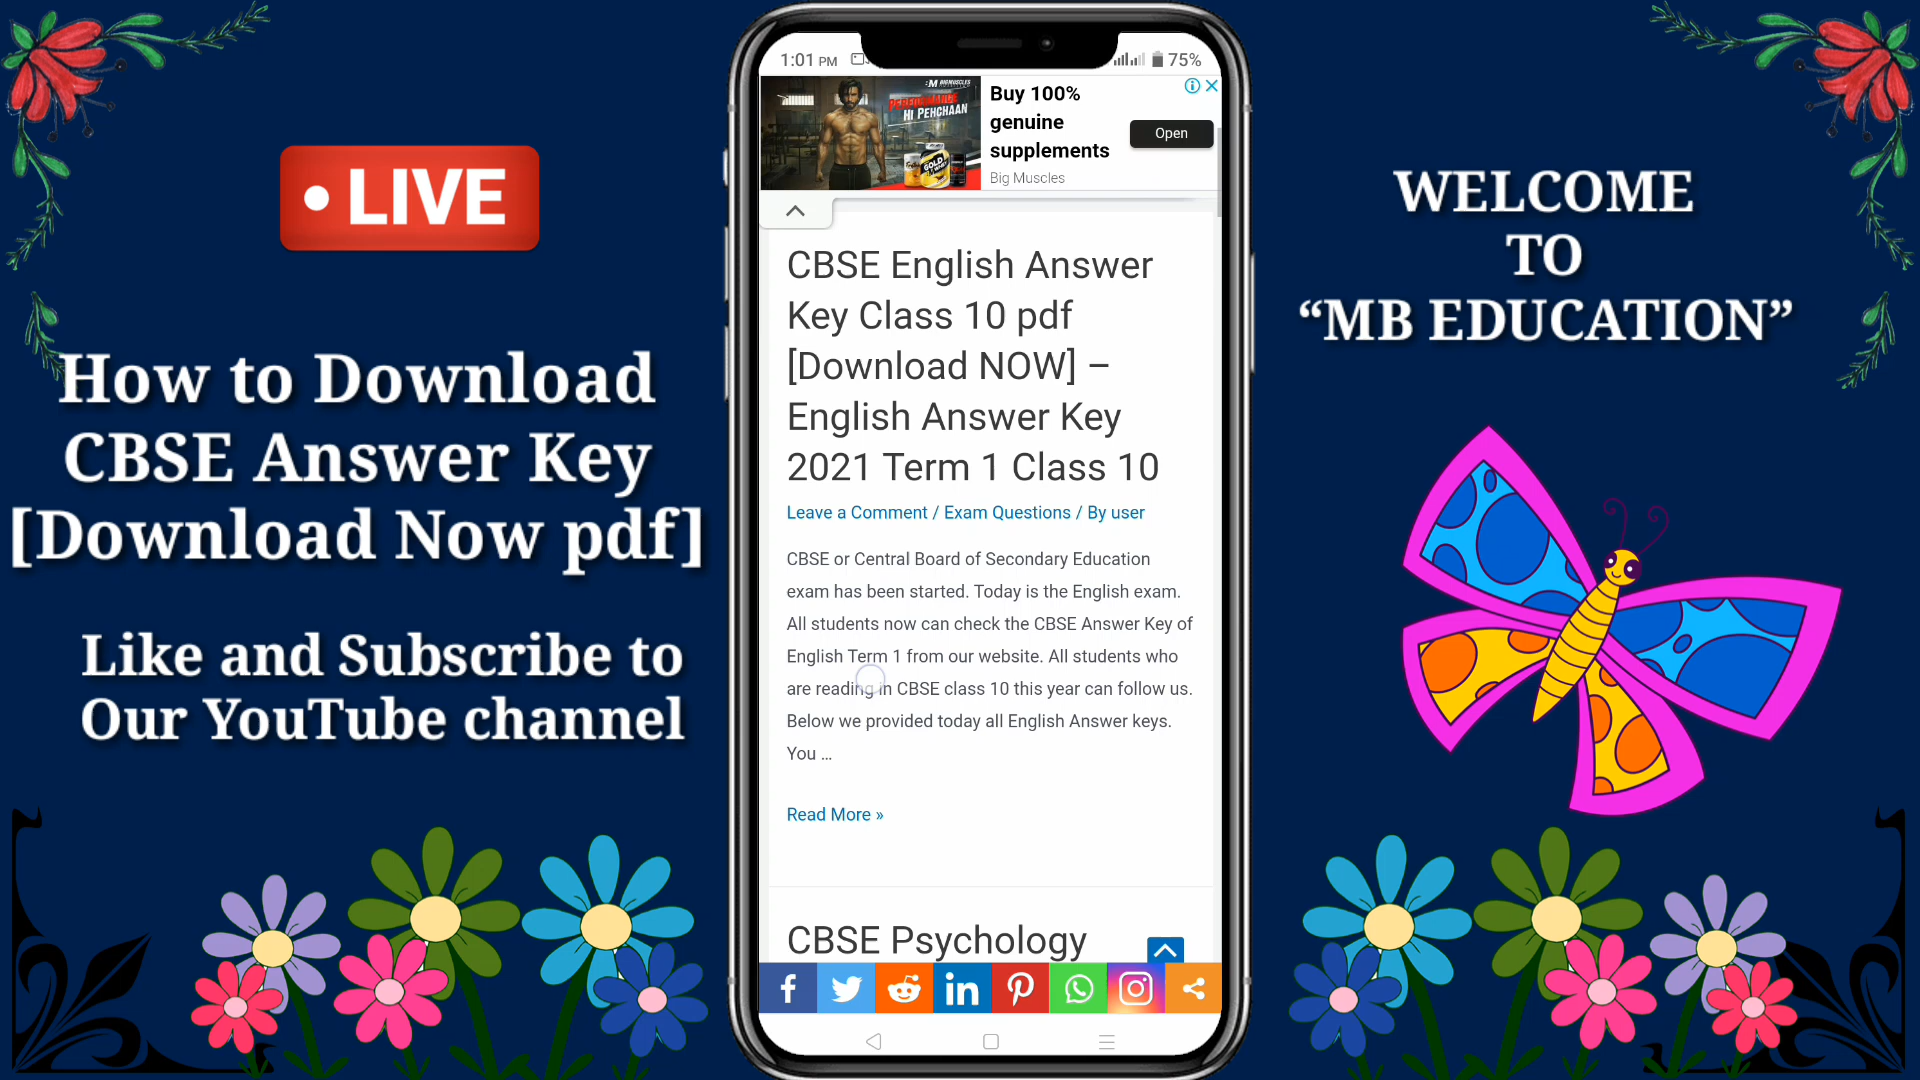 LIVE
How to Download
CBSE Answer Key
[Download Now pdf]
Like and Subscribe to
Our YouTube channel
1:01 PM
75%
BIGMUSCLES
PERFORMANCE
HI PEHCHAAN
GOLD
Buy 100%
genuine
supplements
Big Muscles
Open
CBSE English Answer
Key Class 10 pdf
[Download NOW] –
English Answer Key
2021 Term 1 Class 10
Leave a Comment / Exam Questions / By user
CBSE or Central Board of Secondary Education
exam has been started. Today is the English exam.
All students now can check the CBSE Answer Key of
English Term 1 from our website. All students who
are reading in CBSE class 10 this year can follow us.
Below we provided today all English Answer keys.
You …
Read More »
CBSE Psychology
WELCOME
TO
“MB EDUCATION”